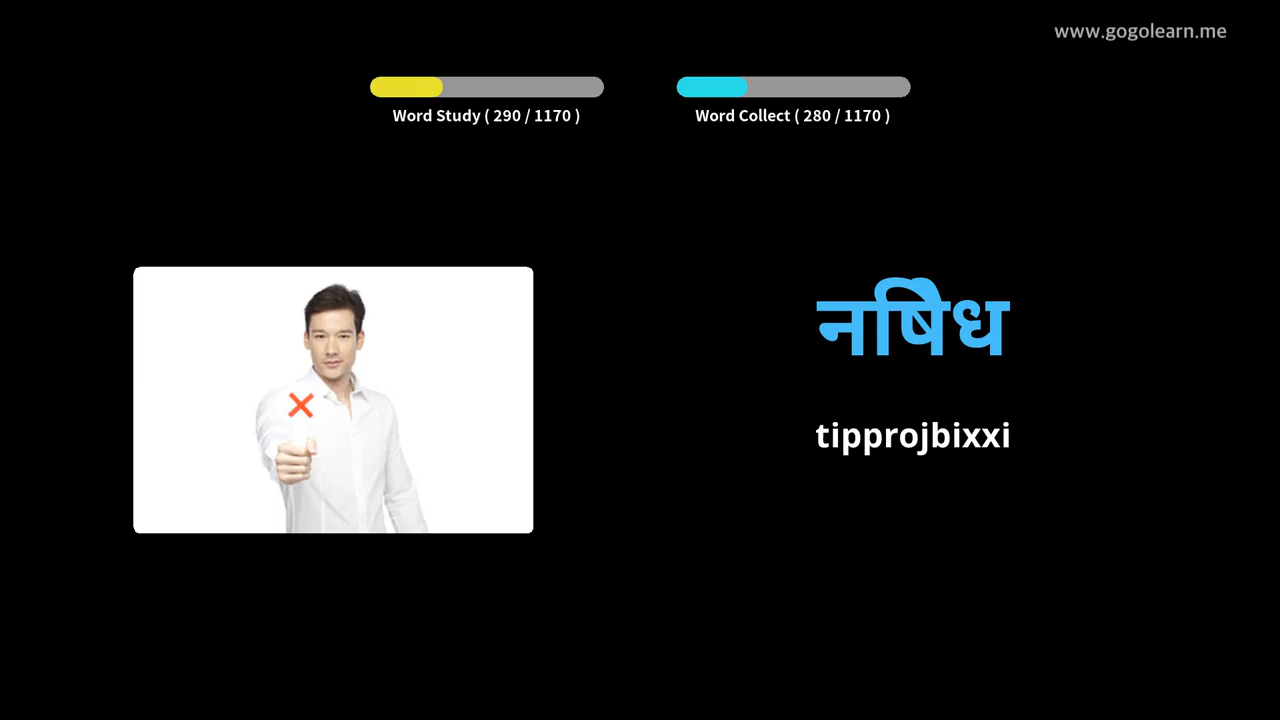 www.gogolearn.me
Word Study ( 290 / 1170 )
Word Collect ( 280 / 1170 )
नषिेध
tipprojbixxi